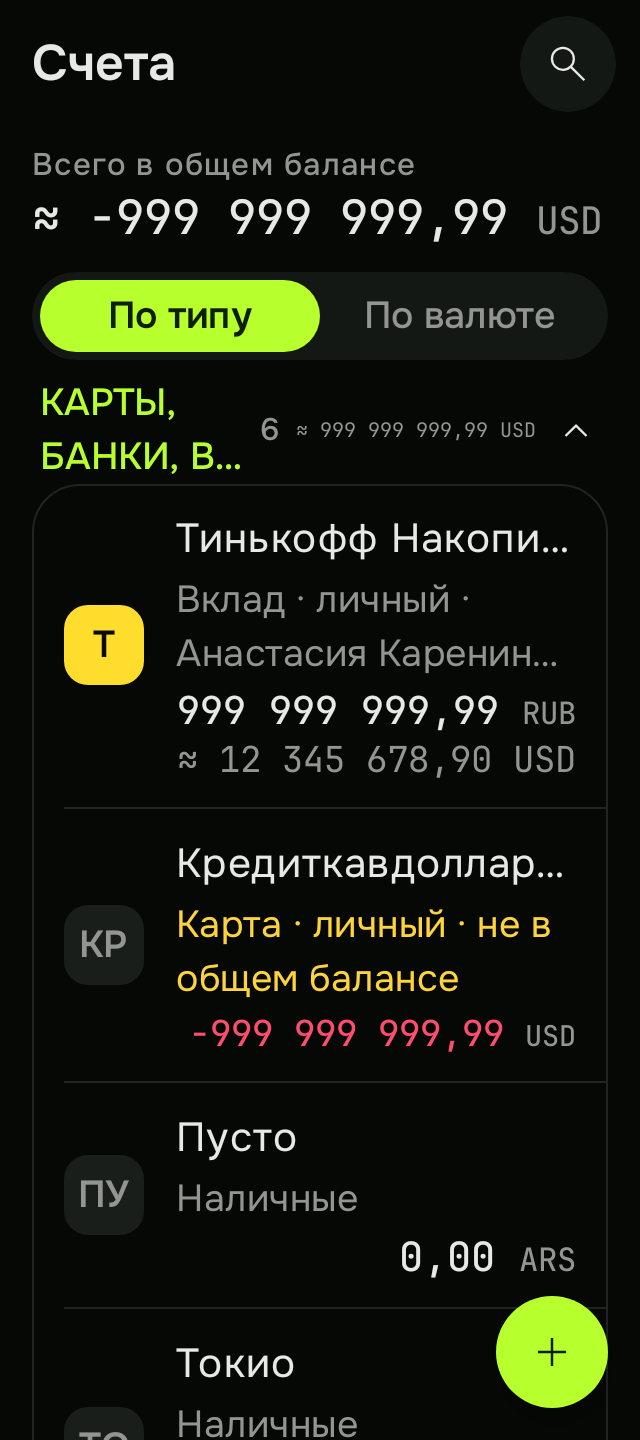 Счета
Всего в общем балансе
≈ -999 999 999,99 USD
По типу
По валюте
КАРТЫ,
БАНКИ, В…
6 ≈ 999 999 999,99 USD
Тинькофф Накопи…
Вклад · личный ·
Анастасия Каренин…
Т
999 999 999,99 RUB
≈ 12 345 678,90 USD
Кредиткавдоллар…
КР
Карта · личный · не в
общем балансе
-999 999 999,99 USD
Пусто
ПУ
Наличные
0,00 ARS
Токио
Наличные